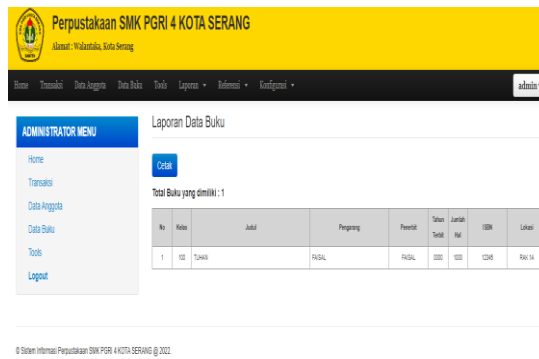 Perpustakaan SMK PGRI 4 KOTA SERANG
Alamat : Walantaka, Kota Serang
Home Transaksi Data Anggota Data Buku Tools Laporan Referensi Konfigurasi admin
ADMINISTRATOR MENU
Home
Transaksi
Data Anggota
Data Buku
Tools
Logout
Laporan Data Buku
Cetak
Total Buku yang dimiliki : 1
No Kelas Judul Pengarang Penerbit Tahun Terbit Jumlah Hal ISBN Lokasi
1 100 TUHAN FAISAL FAISAL 0000 1000 12345 RAK 1A
© Sistem Informasi Perpustakaan SMK PGRI 4 KOTA SERANG @ 2022.